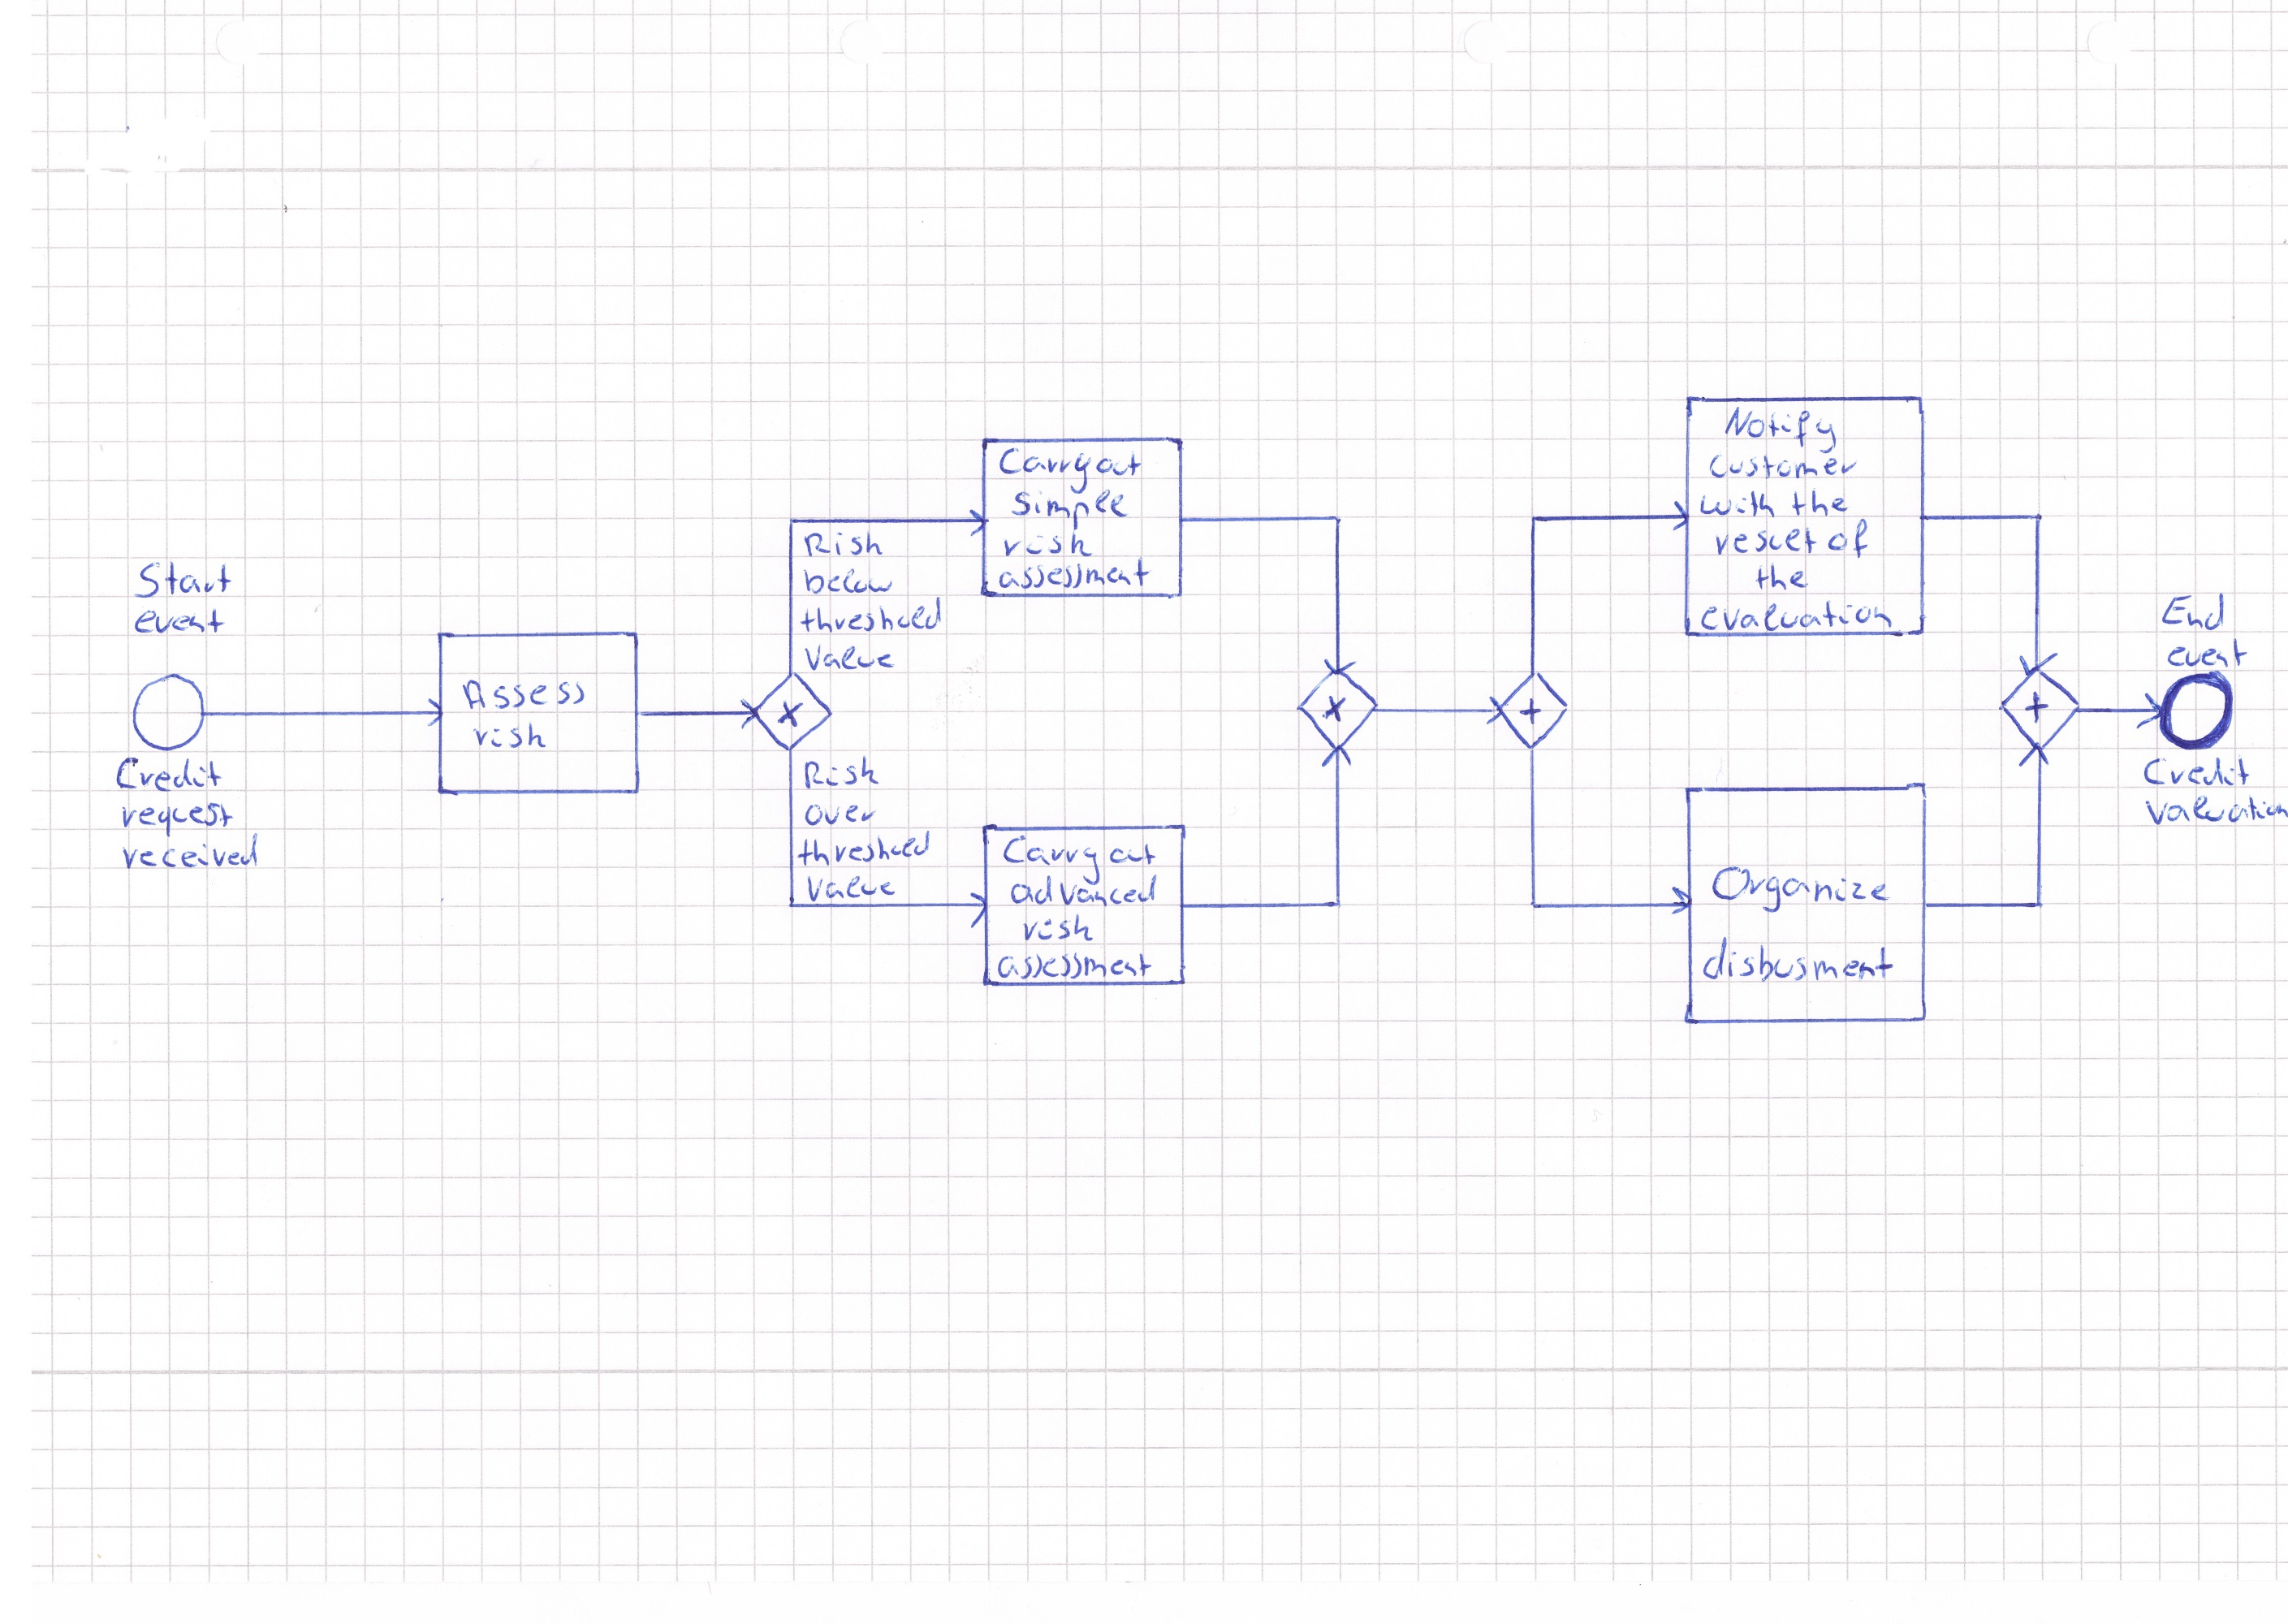 Start
event
Credit
request
received
Assess
risk
Risk
below
threshold
Value
Risk
over
threshold
Value
Carry out
simple
risk
assessment
Carry out
advanced
risk
assessment
Notify
customer
with the
result of
the
evaluation
Organize
disbusment
End
event
Credit
valuation